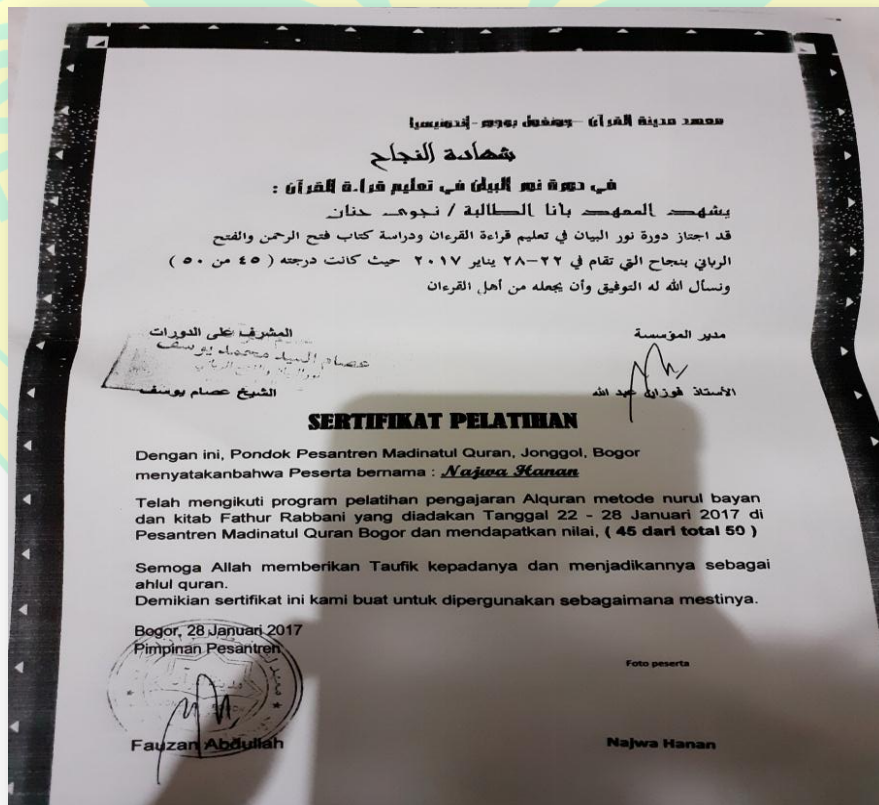 معهد مدينة القرآن - جونغول بوجور - إندونيسيا
شهادة النجاح
في دورة نور البيان في تعليم قراءة القرآن :
يشهد المعهد بانا الطالبة / نجوى حنان
قد اجتاز دورة نور البيان في تعليم قراءة القرءان ودراسة كتاب فتح الرحمن والفتح
الرباني بنجاح التي تقام في ٢٢-٢٨ يناير ٢٠١٧ حيث كانت درجته ( ٤٥ من ٥٠ )
ونسأل الله له التوفيق وأن يجعله من أهل القرءان
مدير المؤسسة
المشرف على الدورات
عصام السيد محمد يوسف
الأستاذ فوزان عبد الله
الشيخ عصام يوسف
SERTIFIKAT PELATIHAN
Dengan ini, Pondok Pesantren Madinatul Quran, Jonggol, Bogor
menyatakanbahwa Peserta bernama : Najwa Hanan
Telah mengikuti program pelatihan pengajaran Alquran metode nurul bayan
dan kitab Fathur Rabbani yang diadakan Tanggal 22 - 28 Januari 2017 di
Pesantren Madinatul Quran Bogor dan mendapatkan nilai, ( 45 dari total 50 )
Semoga Allah memberikan Taufik kepadanya dan menjadikannya sebagai
ahlul quran.
Demikian sertifikat ini kami buat untuk dipergunakan sebagaimana mestinya.
Bogor, 28 Januari 2017
Pimpinan Pesantren
Foto peserta
Fauzan Abdullah
Najwa Hanan